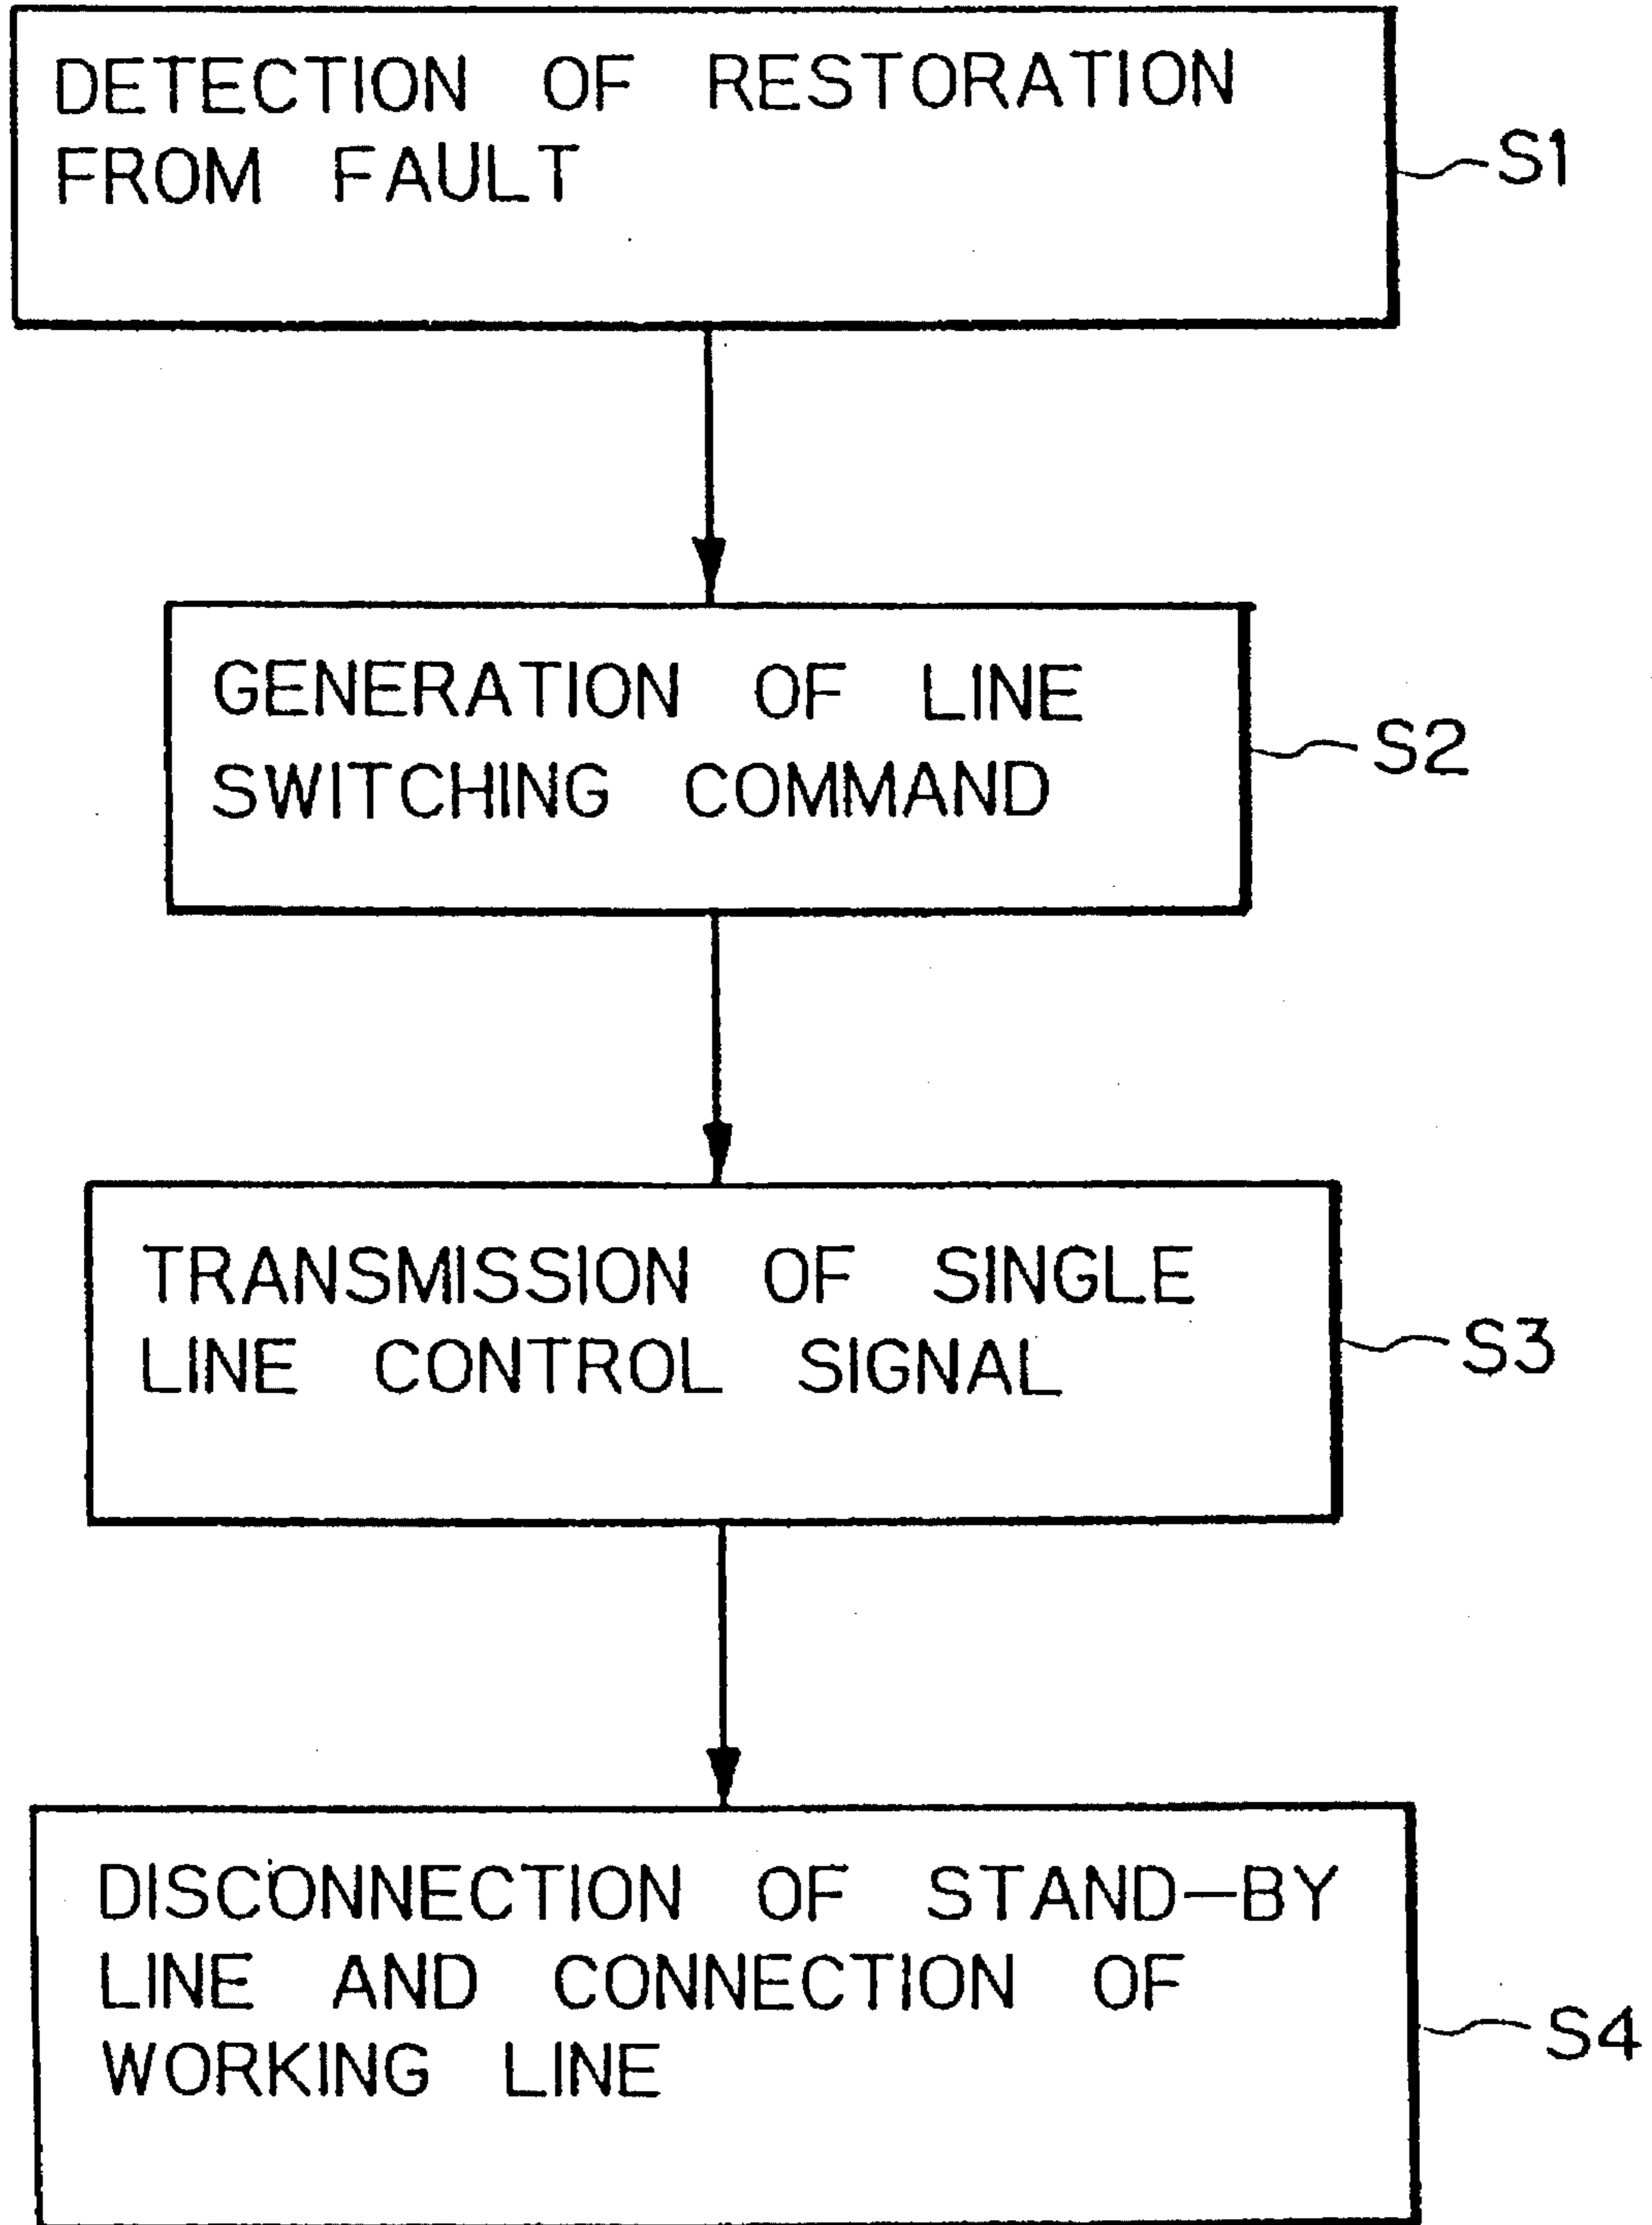 DETECTION OF RESTORATION
FROM FAULT
S1
GENERATION OF LINE
SWITCHING COMMAND
S2
TRANSMISSION OF SINGLE
LINE CONTROL SIGNAL
S3
DISCONNECTION OF STAND-BY
LINE AND CONNECTION OF
WORKING LINE
S4